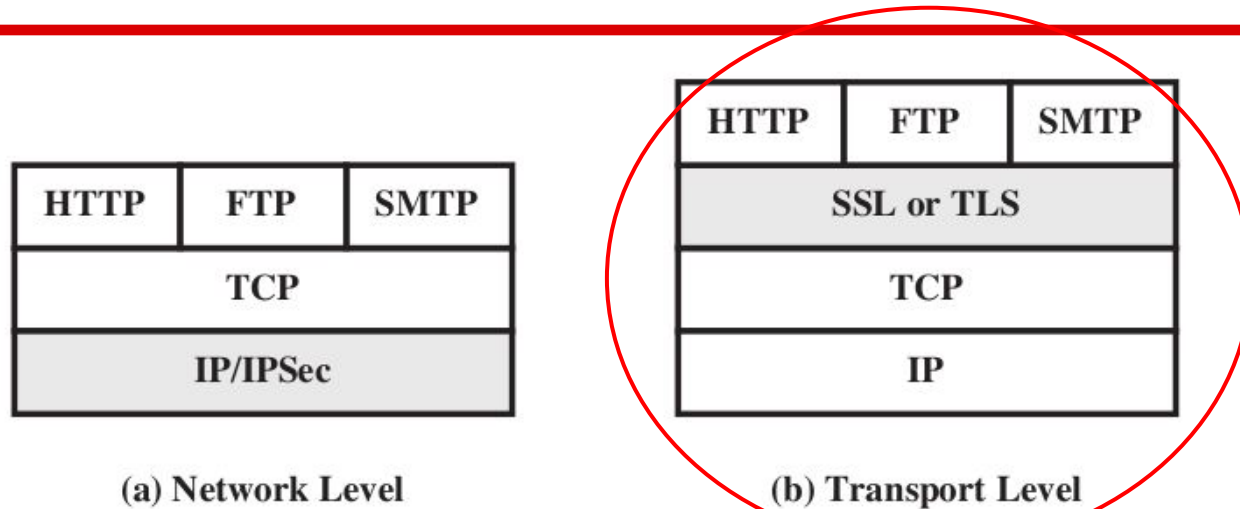 HTTP FTP SMTP
TCP
IP/IPSec
(a) Network Level
HTTP FTP SMTP
SSL or TLS
TCP
IP
(b) Transport Level